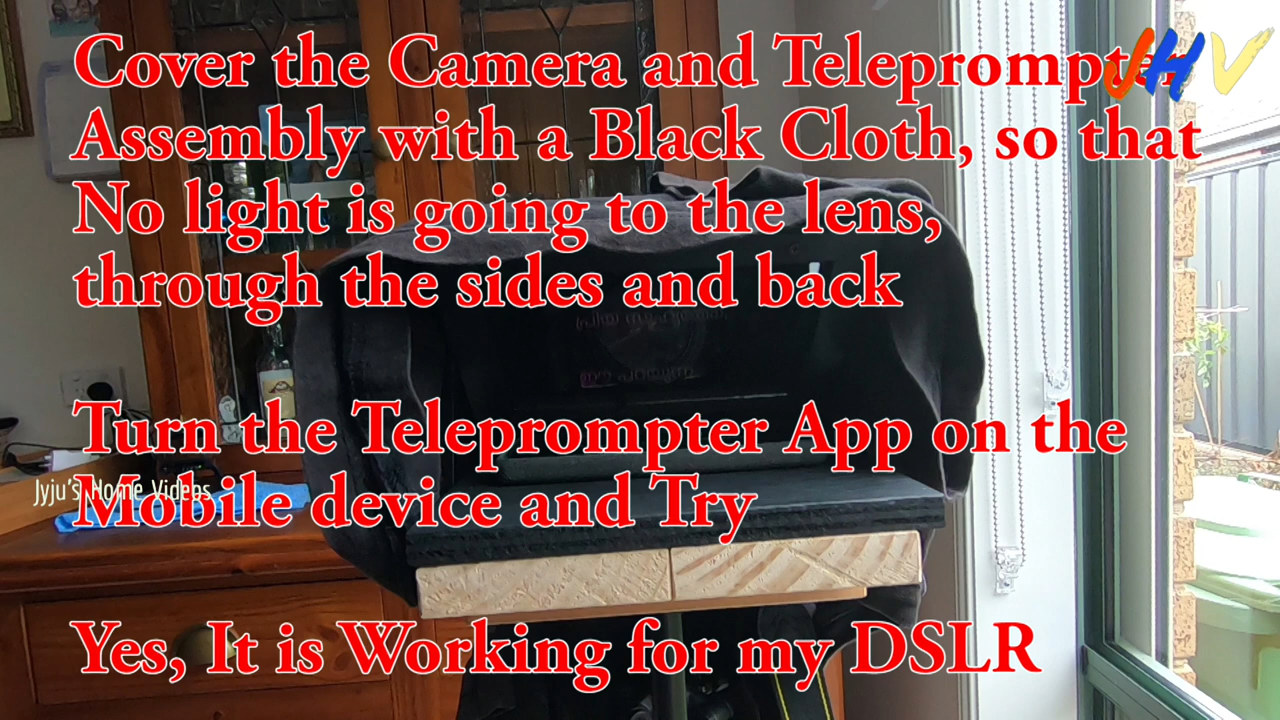 Cover the Camera and Teleprompter
JHV
Assembly with a Black Cloth, so that
No light is going to the lens,
through the sides and back
പ്രിയ സുഹൃത്തേ
ഈ പറയുന്ന
Turn the Teleprompter App on the
Jyju's Home Videos
Mobile device and Try
Yes, It is Working for my DSLR